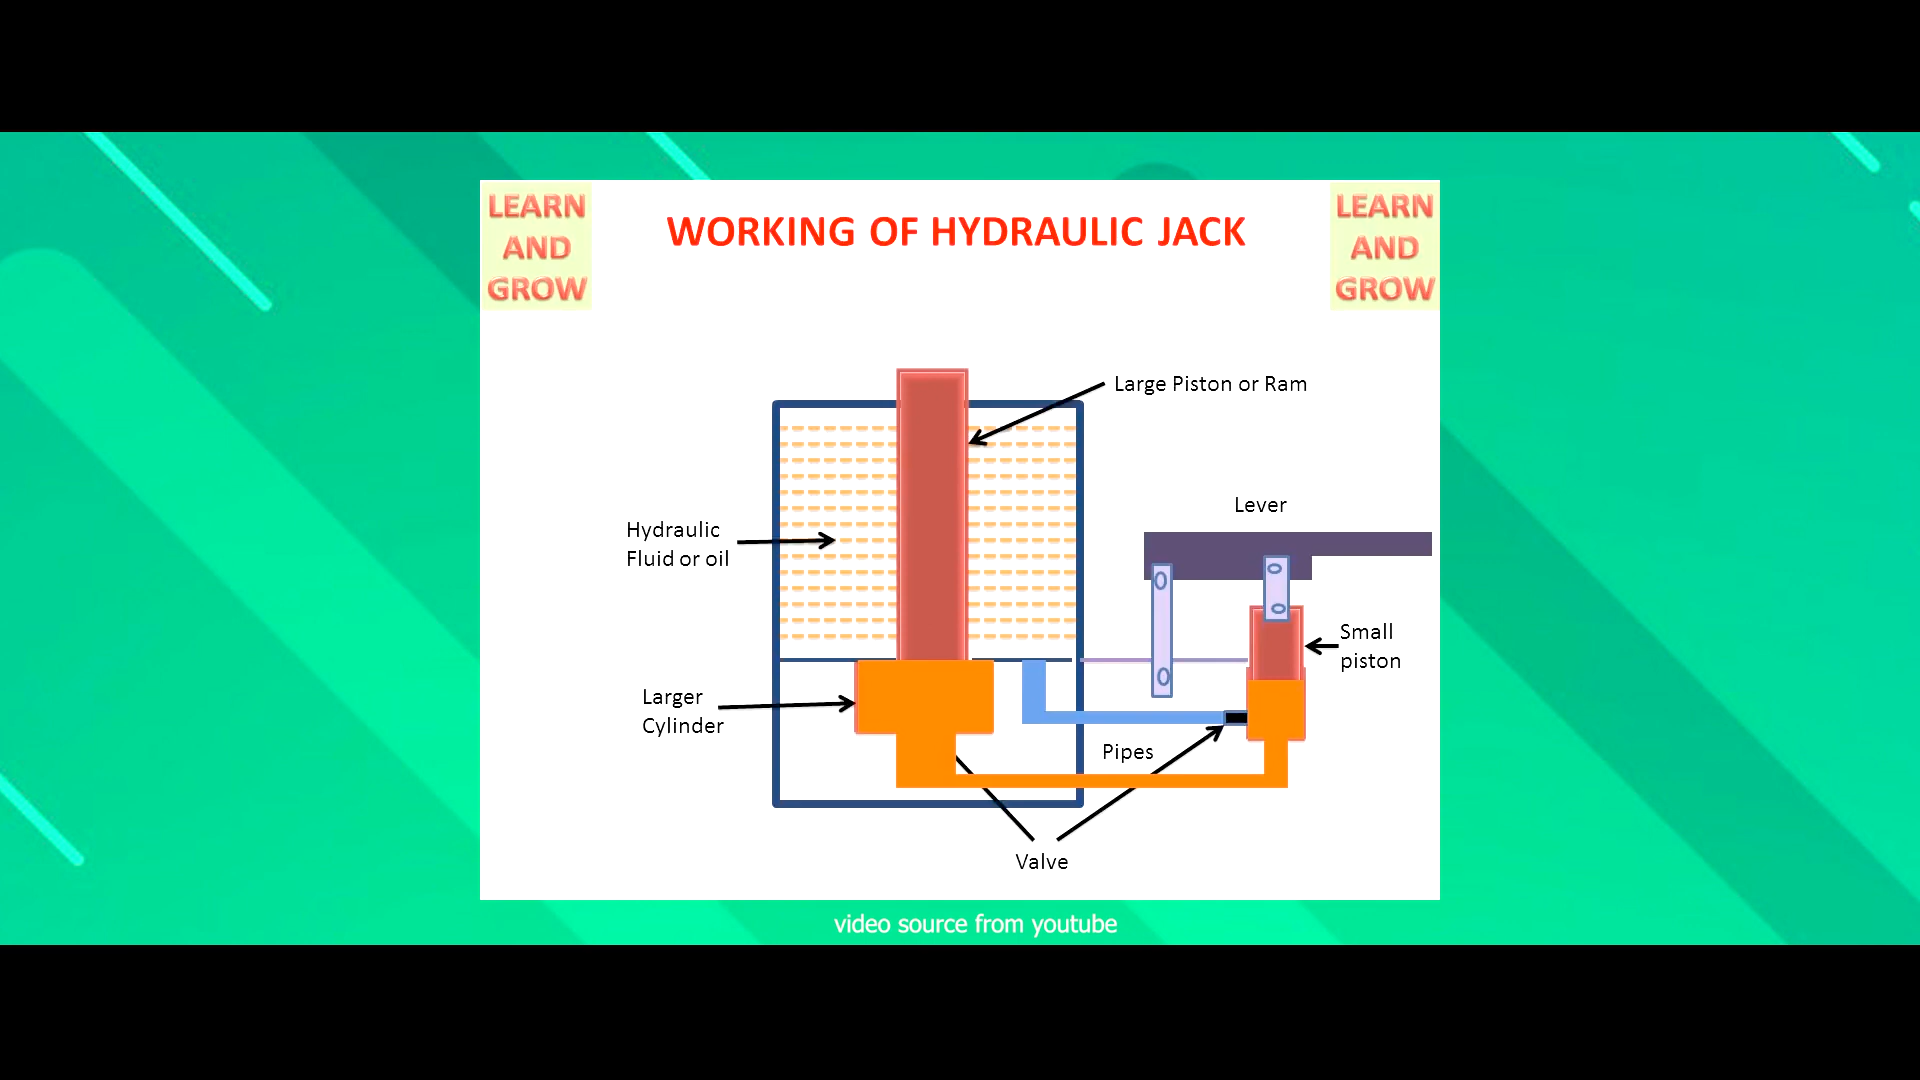 LEARN
AND
GROW
WORKING OF HYDRAULIC JACK
LEARN
AND
GROW
Large Piston or Ram
Lever
Hydraulic
Fluid or oil
Small
piston
Larger
Cylinder
Pipes
Valve
video source from youtube